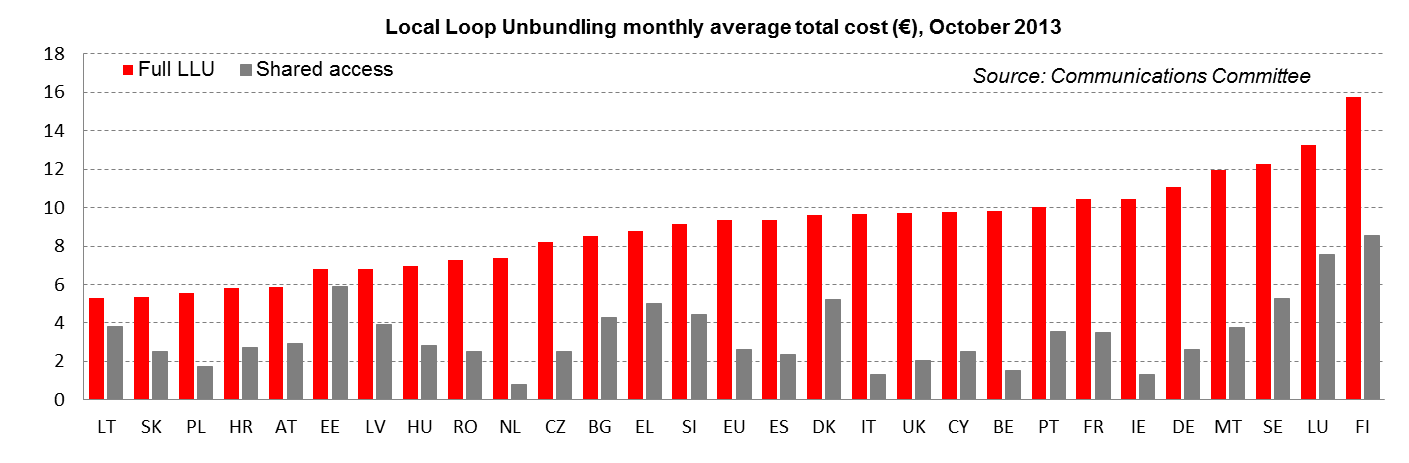 Local Loop Unbundling monthly average total cost (€), October 2013
18
Full LLU Shared access
Source: Communications Committee
16
14
12
10
8
6
4
2
0
LT SK PL HR AT EE LV HU RO NL CZ BG EL SI EU ES DK IT UK CY BE PT FR IE DE MT SE LU FI